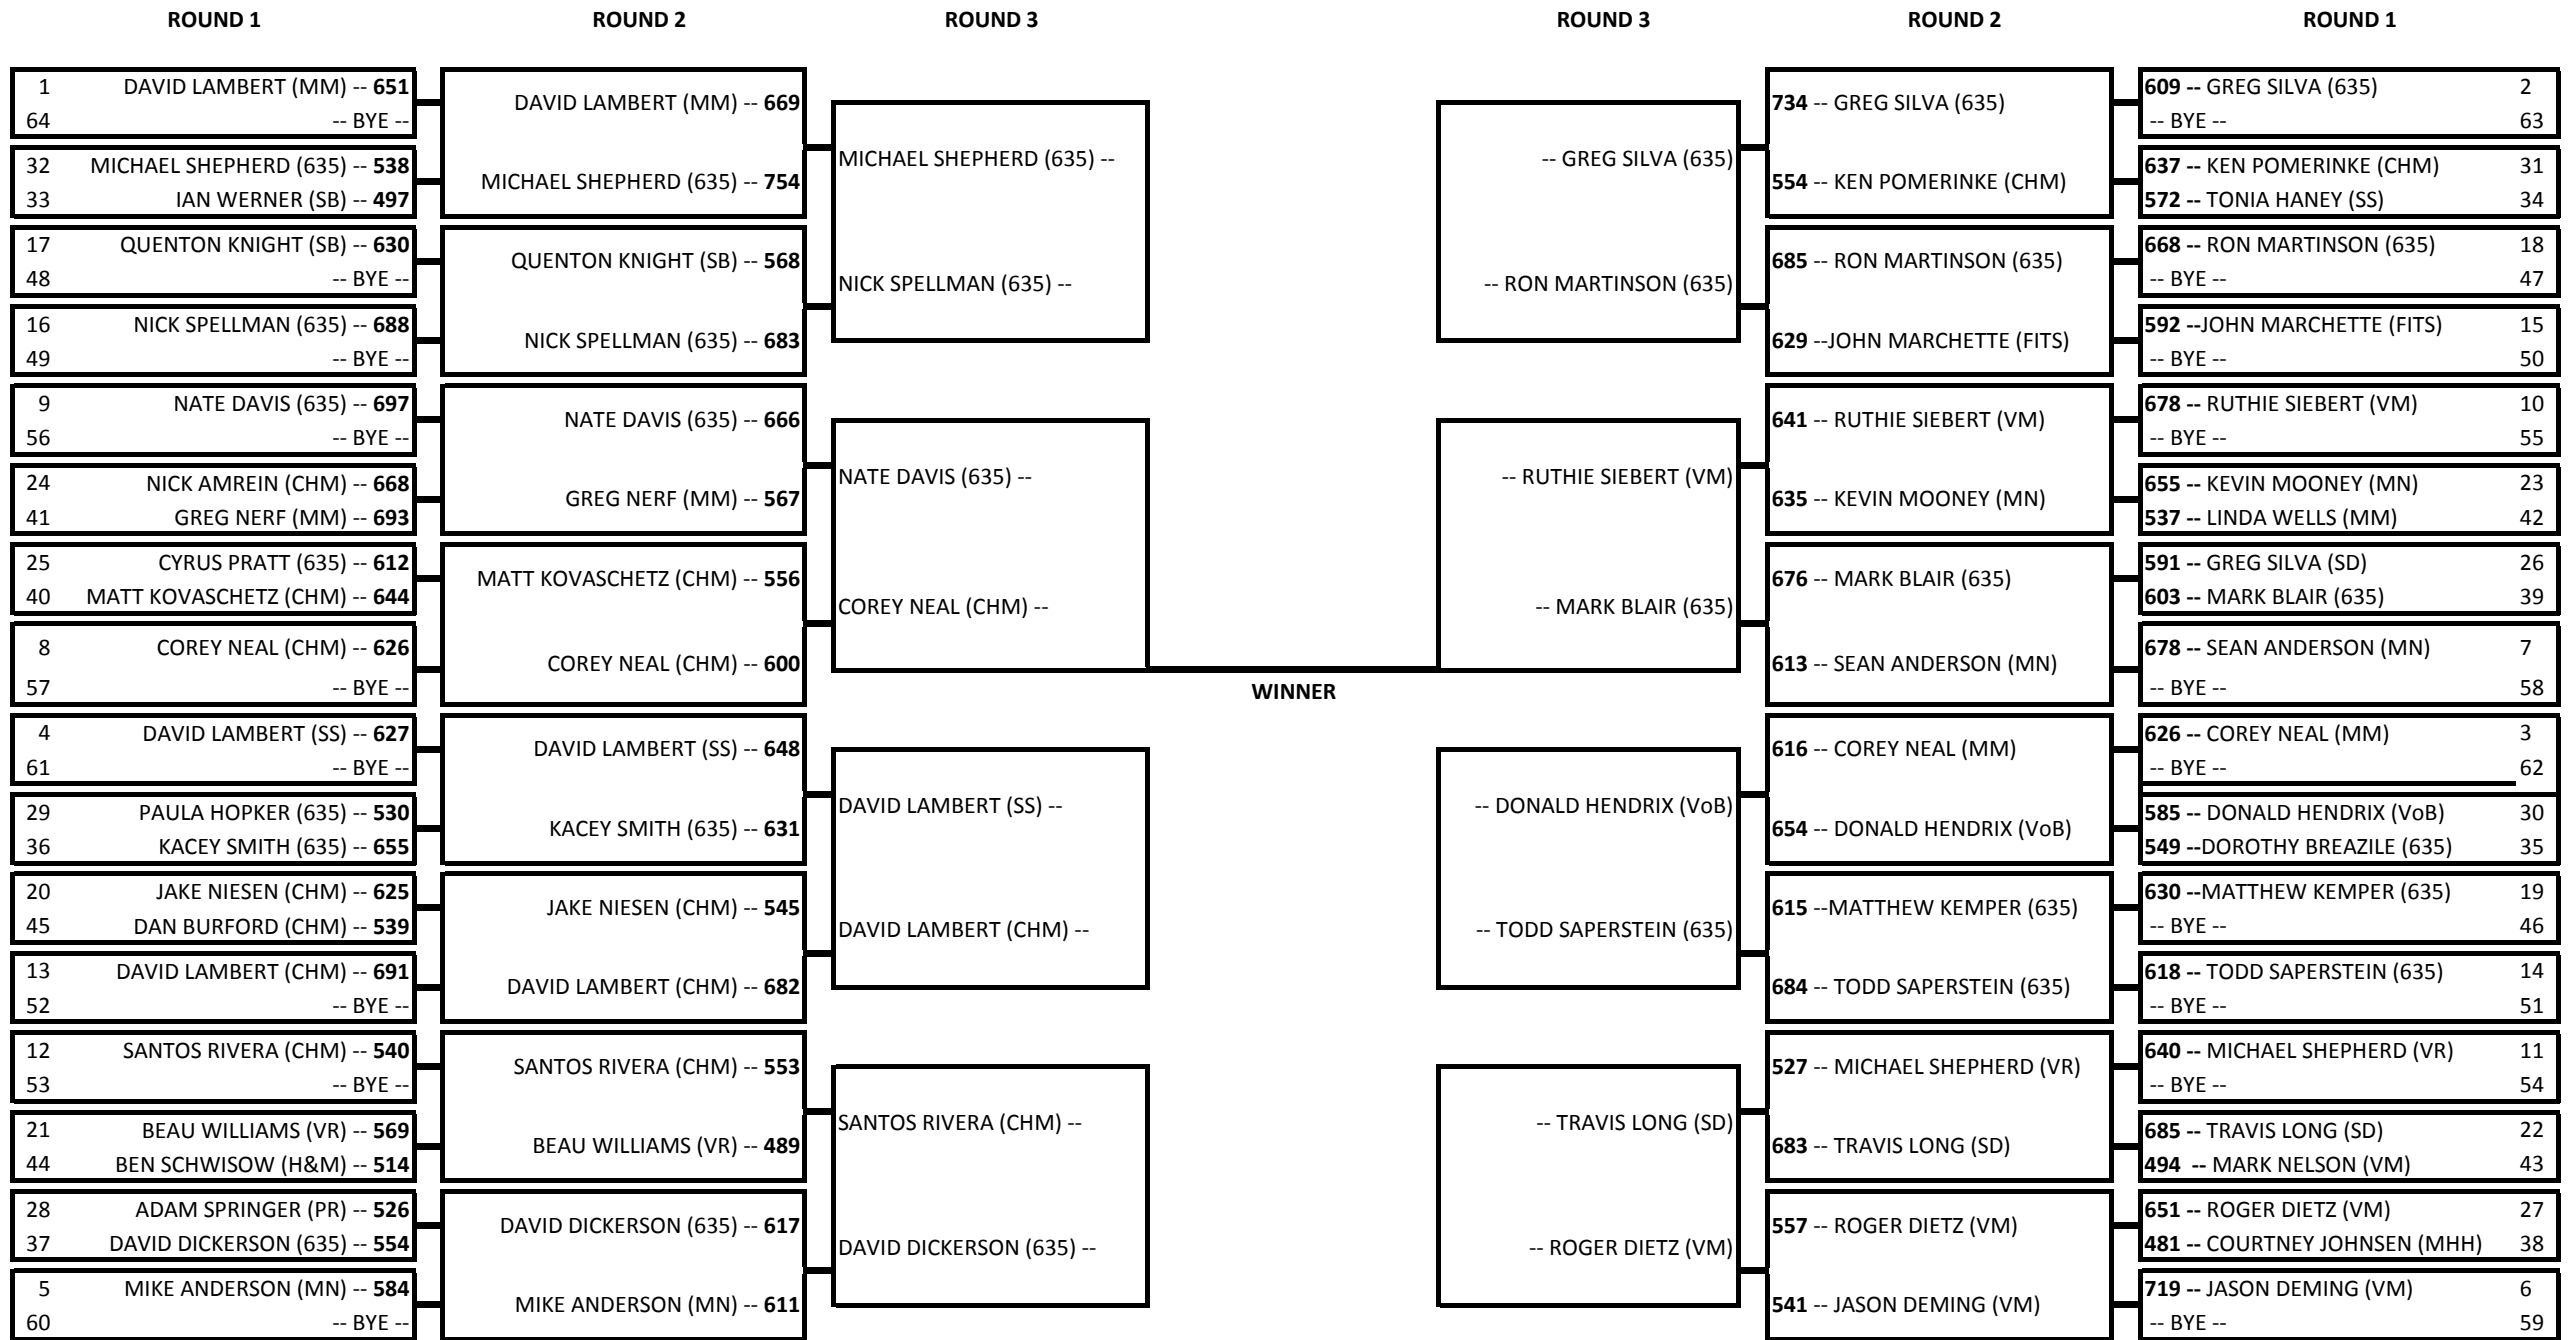 ROUND 1 ROUND 2 ROUND 3 ROUND 3 ROUND 2 ROUND 1
1 DAVID LAMBERT (MM) -- 651
64 -- BYE --
32 MICHAEL SHEPHERD (635) -- 538
33 IAN WERNER (SB) -- 497
17 QUENTON KNIGHT (SB) -- 630
48 -- BYE --
16 NICK SPELLMAN (635) -- 688
49 -- BYE --
9 NATE DAVIS (635) -- 697
56 -- BYE --
24 NICK AMREIN (CHM) -- 668
41 GREG NERF (MM) -- 693
25 CYRUS PRATT (635) -- 612
40 MATT KOVASCHETZ (CHM) -- 644
8 COREY NEAL (CHM) -- 626
57 -- BYE --
4 DAVID LAMBERT (SS) -- 627
61 -- BYE --
29 PAULA HOPKER (635) -- 530
36 KACEY SMITH (635) -- 655
20 JAKE NIESEN (CHM) -- 625
45 DAN BURFORD (CHM) -- 539
13 DAVID LAMBERT (CHM) -- 691
52 -- BYE --
12 SANTOS RIVERA (CHM) -- 540
53 -- BYE --
21 BEAU WILLIAMS (VR) -- 569
44 BEN SCHWISOW (H&M) -- 514
28 ADAM SPRINGER (PR) -- 526
37 DAVID DICKERSON (635) -- 554
5 MIKE ANDERSON (MN) -- 584
60 -- BYE --
DAVID LAMBERT (MM) -- 669
MICHAEL SHEPHERD (635) -- 754
QUENTON KNIGHT (SB) -- 568
NICK SPELLMAN (635) -- 683
NATE DAVIS (635) -- 666
GREG NERF (MM) -- 567
MATT KOVASCHETZ (CHM) -- 556
COREY NEAL (CHM) -- 600
DAVID LAMBERT (SS) -- 648
KACEY SMITH (635) -- 631
JAKE NIESEN (CHM) -- 545
DAVID LAMBERT (CHM) -- 682
SANTOS RIVERA (CHM) -- 553
BEAU WILLIAMS (VR) -- 489
DAVID DICKERSON (635) -- 617
MIKE ANDERSON (MN) -- 611
MICHAEL SHEPHERD (635) --
NICK SPELLMAN (635) --
NATE DAVIS (635) --
COREY NEAL (CHM) --
DAVID LAMBERT (SS) --
DAVID LAMBERT (CHM) --
SANTOS RIVERA (CHM) --
DAVID DICKERSON (635) --
WINNER
-- GREG SILVA (635)
-- RON MARTINSON (635)
-- RUTHIE SIEBERT (VM)
-- MARK BLAIR (635)
-- DONALD HENDRIX (VoB)
-- TODD SAPERSTEIN (635)
-- TRAVIS LONG (SD)
-- ROGER DIETZ (VM)
734 -- GREG SILVA (635)
554 -- KEN POMERINKE (CHM)
685 -- RON MARTINSON (635)
629 --JOHN MARCHETTE (FITS)
641 -- RUTHIE SIEBERT (VM)
635 -- KEVIN MOONEY (MN)
676 -- MARK BLAIR (635)
613 -- SEAN ANDERSON (MN)
616 -- COREY NEAL (MM)
654 -- DONALD HENDRIX (VoB)
615 --MATTHEW KEMPER (635)
684 -- TODD SAPERSTEIN (635)
527 -- MICHAEL SHEPHERD (VR)
683 -- TRAVIS LONG (SD)
557 -- ROGER DIETZ (VM)
541 -- JASON DEMING (VM)
609 -- GREG SILVA (635) 2
-- BYE -- 63
637 -- KEN POMERINKE (CHM) 31
572 -- TONIA HANEY (SS) 34
668 -- RON MARTINSON (635) 18
-- BYE -- 47
592 --JOHN MARCHETTE (FITS) 15
-- BYE -- 50
678 -- RUTHIE SIEBERT (VM) 10
-- BYE -- 55
655 -- KEVIN MOONEY (MN) 23
537 -- LINDA WELLS (MM) 42
591 -- GREG SILVA (SD) 26
603 -- MARK BLAIR (635) 39
678 -- SEAN ANDERSON (MN) 7
-- BYE -- 58
626 -- COREY NEAL (MM) 3
-- BYE -- 62
585 -- DONALD HENDRIX (VoB) 30
549 --DOROTHY BREAZILE (635) 35
630 --MATTHEW KEMPER (635) 19
-- BYE -- 46
618 -- TODD SAPERSTEIN (635) 14
-- BYE -- 51
640 -- MICHAEL SHEPHERD (VR) 11
-- BYE -- 54
685 -- TRAVIS LONG (SD) 22
494 -- MARK NELSON (VM) 43
651 -- ROGER DIETZ (VM) 27
481 -- COURTNEY JOHNSEN (MHH) 38
719 -- JASON DEMING (VM) 6
-- BYE -- 59